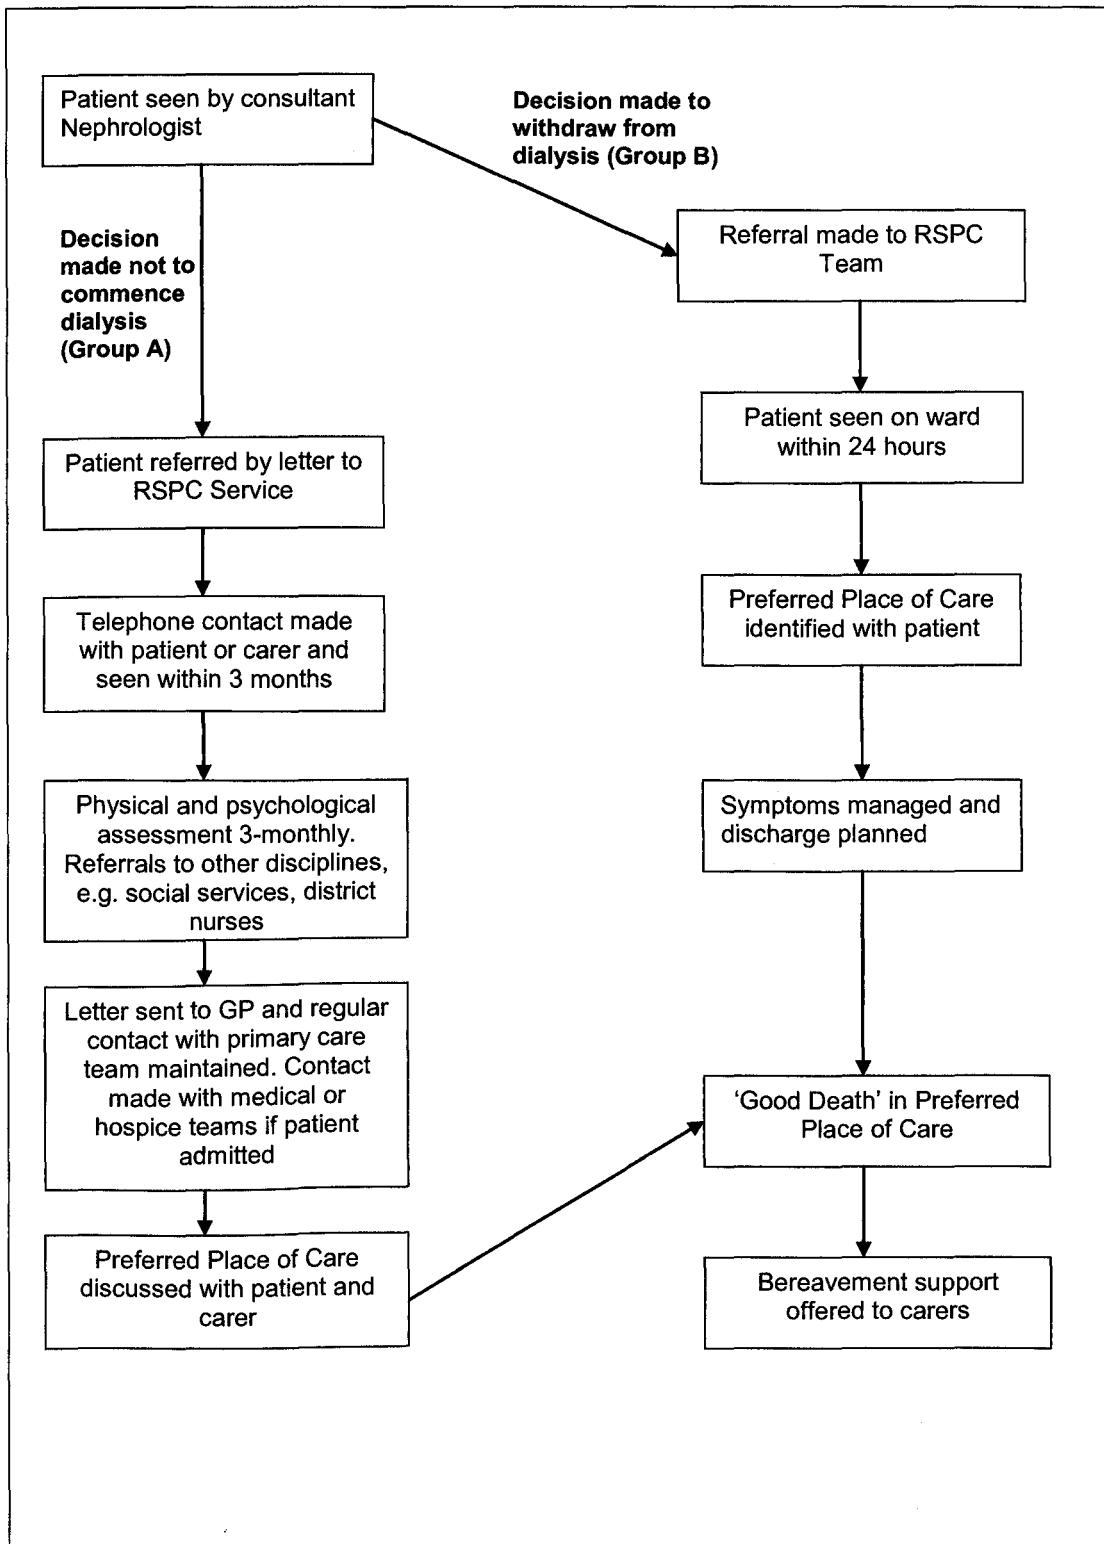 Patient seen by consultant
Nephrologist
Decision made to
withdraw from
dialysis (Group B)
Decision
made not to
commence
dialysis
(Group A)
Referral made to RSPC
Team
Patient seen on ward
within 24 hours
Patient referred by letter to
RSPC Service
Preferred Place of Care
identified with patient
Telephone contact made
with patient or carer and
seen within 3 months
Symptoms managed and
discharge planned
Physical and psychological
assessment 3-monthly.
Referrals to other disciplines,
e.g. social services, district
nurses
Letter sent to GP and regular
contact with primary care
team maintained. Contact
made with medical or
hospice teams if patient
admitted
Preferred Place of Care
discussed with patient and
carer
‘Good Death’ in Preferred
Place of Care
Bereavement support
offered to carers